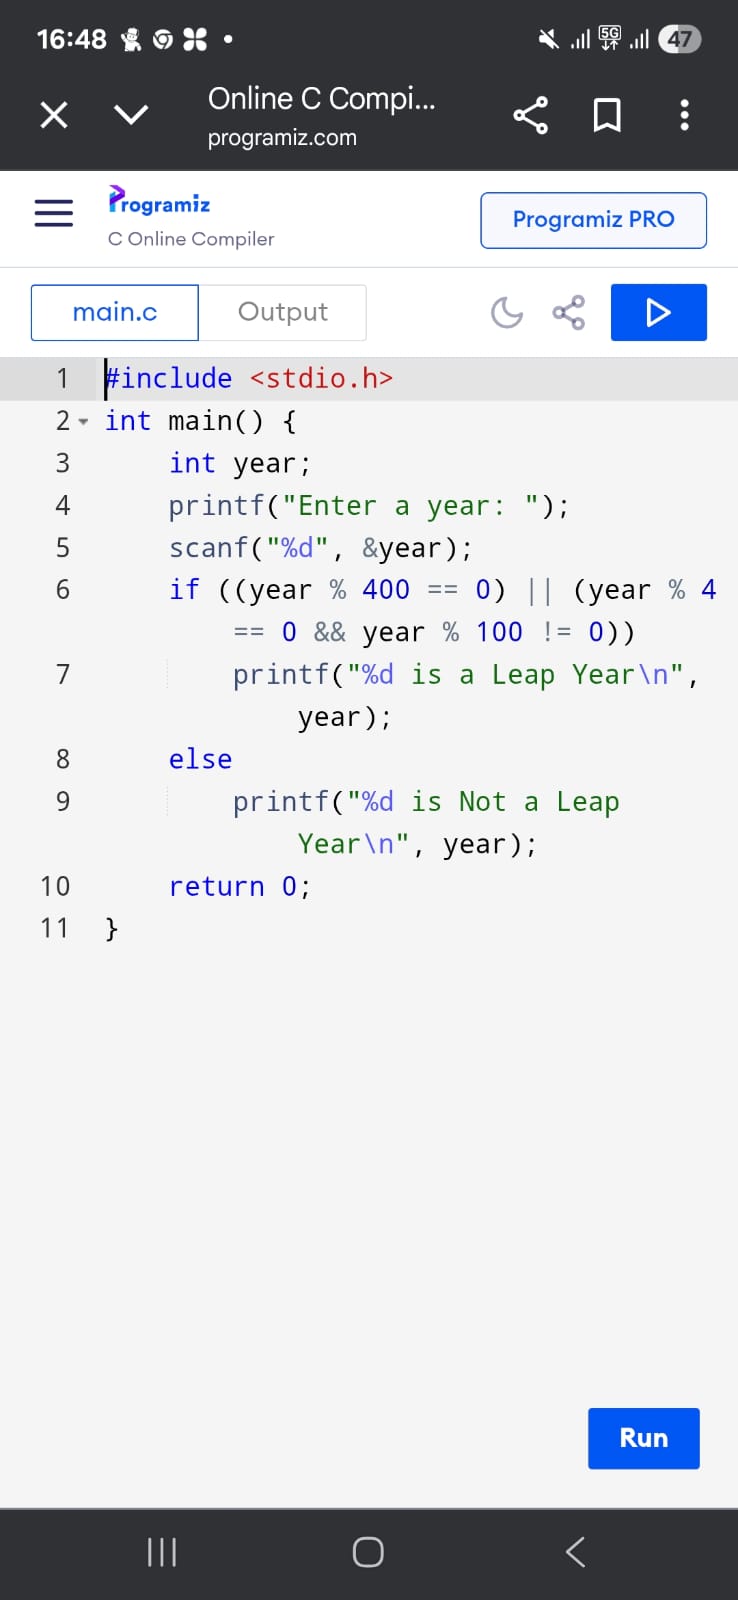 16:48
5G
47
Online C Compi...
programiz.com
Programiz
C Online Compiler
Programiz PRO
main.c
Output
1 #include <stdio.h>
2 int main() {
3     int year;
4     printf("Enter a year: ");
5     scanf("%d", &year);
6     if ((year % 400 == 0) || (year % 4
        == 0 && year % 100 != 0))
7         printf("%d is a Leap Year\n",
            year);
8     else
9         printf("%d is Not a Leap
            Year\n", year);
10     return 0;
11 }
Run